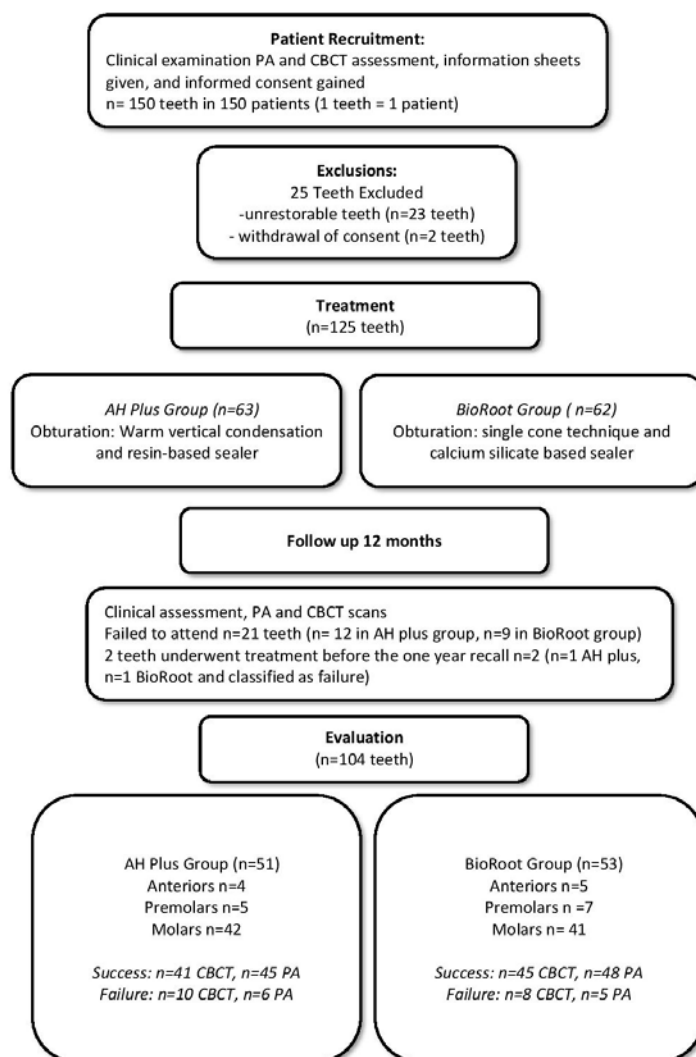 Patient Recruitment:
Clinical examination PA and CBCT assessment, information sheets
given, and informed consent gained
n= 150 teeth in 150 patients (1 teeth = 1 patient)
Exclusions:
25 Teeth Excluded
-unrestorable teeth (n=23 teeth)
- withdrawal of consent (n=2 teeth)
Treatment
(n=125 teeth)
AH Plus Group (n=63)
Obturation: Warm vertical condensation
and resin-based sealer
BioRoot Group ( n=62)
Obturation: single cone technique and
calcium silicate based sealer
Follow up 12 months
Clinical assessment, PA and CBCT scans
Failed to attend n=21 teeth (n= 12 in AH plus group, n=9 in BioRoot group)
2 teeth underwent treatment before the one year recall n=2 (n=1 AH plus,
n=1 BioRoot and classified as failure)
Evaluation
(n=104 teeth)
AH Plus Group (n=51)
Anteriors n=4
Premolars n=5
Molars n=42
Success: n=41 CBCT, n=45 PA
Failure: n=10 CBCT, n=6 PA
BioRoot Group (n=53)
Anteriors n=5
Premolars n =7
Molars n=41
Success: n=45 CBCT, n=48 PA
Failure: n=8 CBCT, n=5 PA